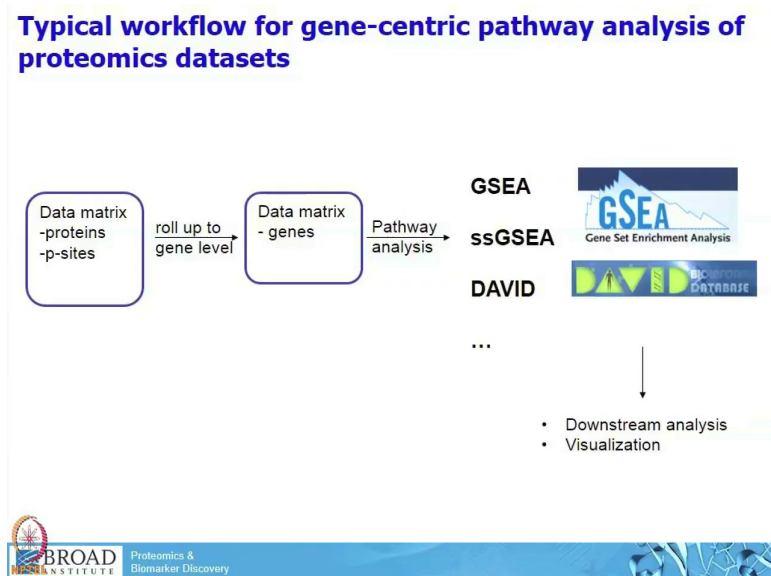 Typical workflow for gene-centric pathway analysis of
proteomics datasets
Data matrix
-proteins
-p-sites
roll up to
gene level
Data matrix
- genes
Pathway
analysis
GSEA
ssGSEA
DAVID
...
GSEA
Gene Set Enrichment Analysis
DAVID
DATABASE
• Downstream analysis
• Visualization
NPTEL
BROAD
INSTITUTE
Proteomics &
Biomarker Discovery